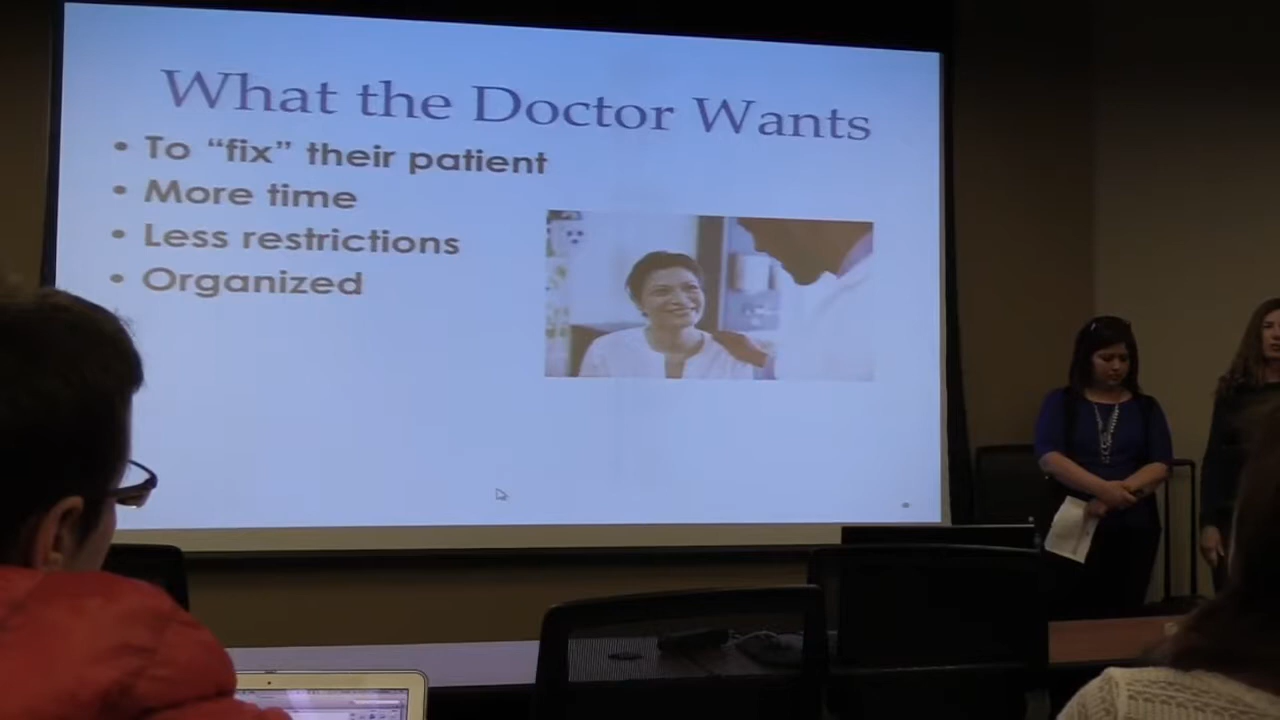 What the Doctor Wants
• To “fix” their patient
• More time
• Less restrictions
• Organized